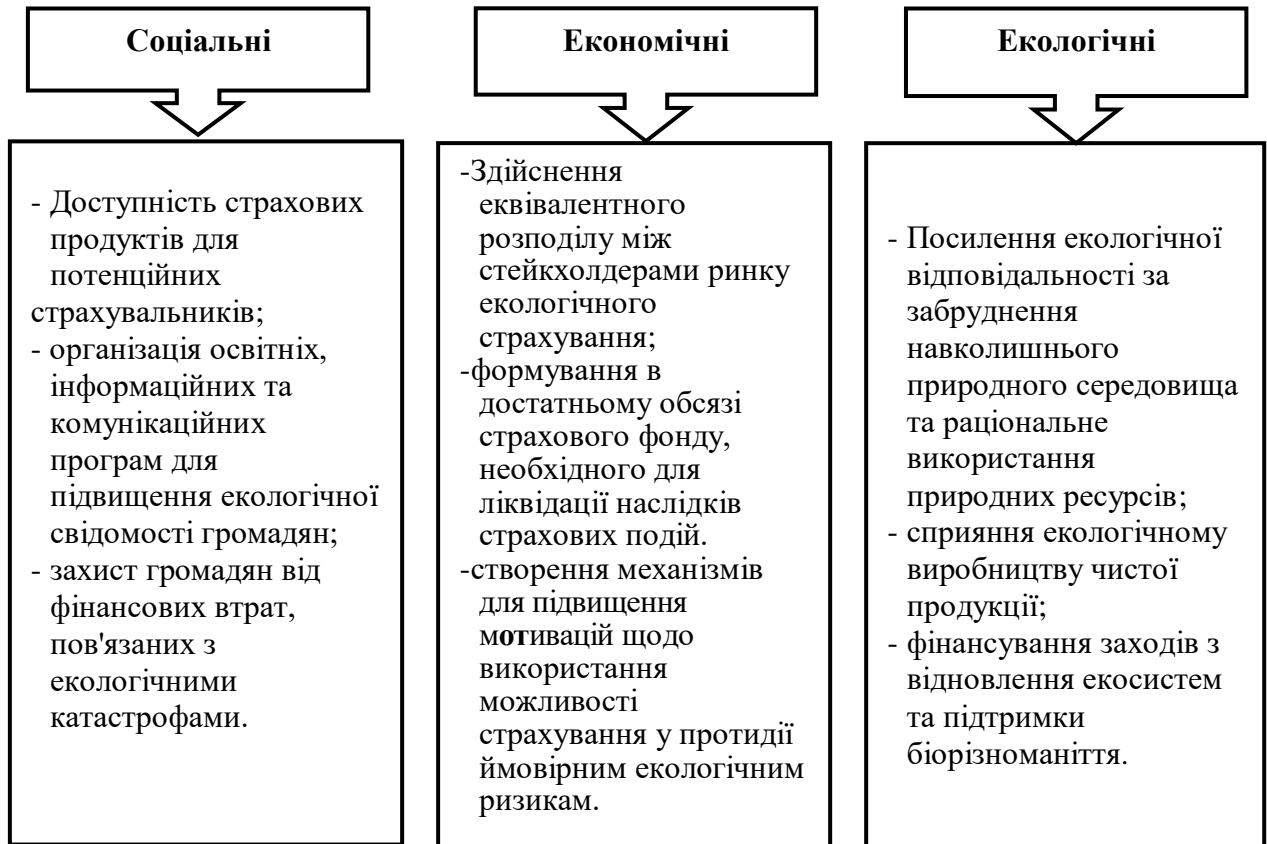 Соціальні
- Доступність страхових
продуктів для
потенційних
страхувальників;
- організація освітніх,
інформаційних та
комунікаційних
програм для
підвищення екологічної
свідомості громадян;
- захист громадян від
фінансових втрат,
пов'язаних з
екологічними
катастрофами.
Економічні
-Здійснення
еквівалентного
розподілу між
стейкхолдерами ринку
екологічного
страхування;
-формування в
достатньому обсязі
страхового фонду,
необхідного для
ліквідації наслідків
страхових подій.
-створення механізмів
для підвищення
мотивацій щодо
використання
можливості
страхування у протидії
ймовірним екологічним
ризикам.
Екологічні
- Посилення екологічної
відповідальності за
забруднення
навколишнього
природного середовища
та раціональне
використання
природних ресурсів;
- сприяння екологічному
виробництву чистої
продукції;
- фінансування заходів з
відновлення екосистем
та підтримки
біорізноманіття.